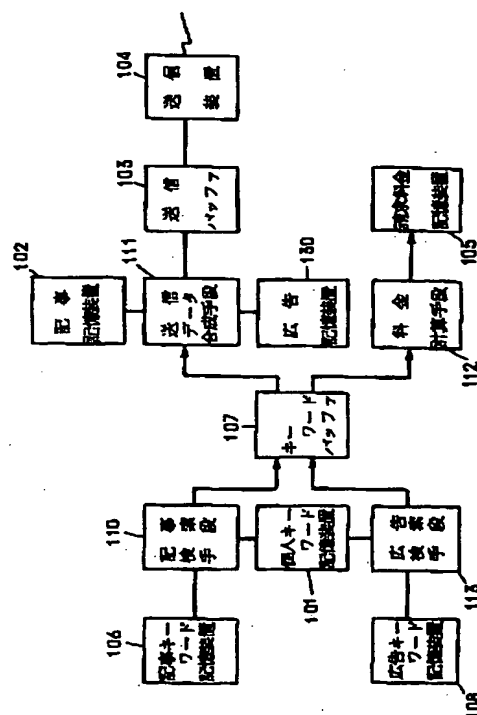 104
送信
装置
103
送信
バッファ
102
記事
記憶装置
111
送信
データ
合成手段
130
広告
記憶装置
請求料金
記憶装置
105
料金
計算手段
112
107
キー
ワード
バッファ
110
記事
検索
手段
個人キー
ワード
記憶装置
101
広告
検索
手段
113
106
記事キー
ワード
記憶装置
広告キー
ワード
記憶装置
108